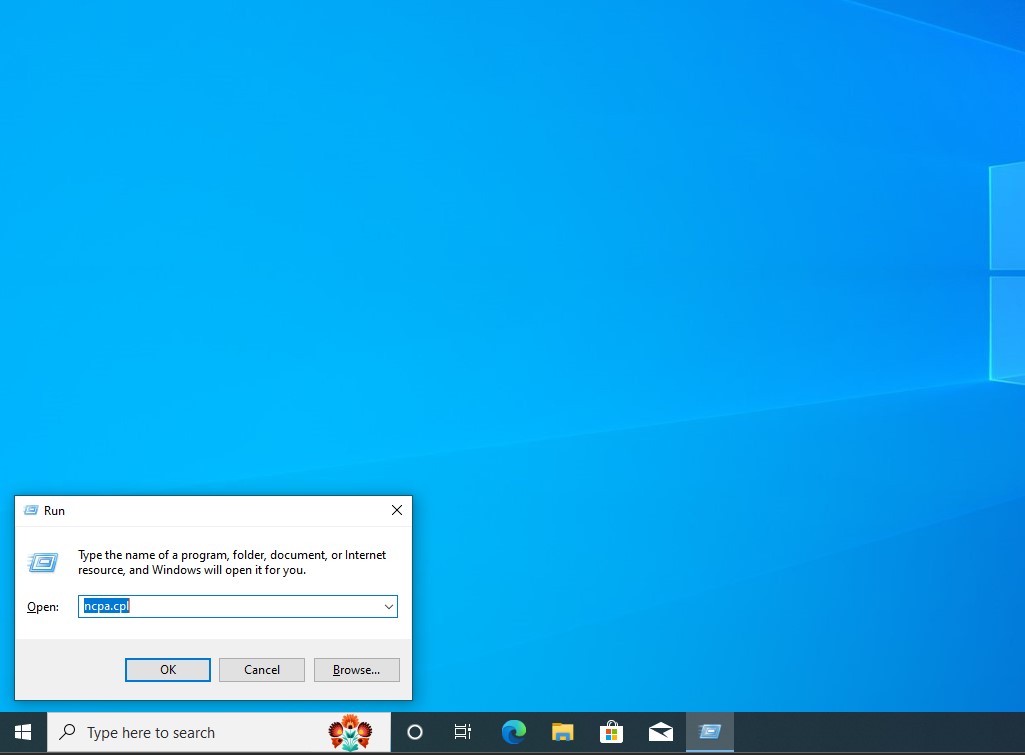 Run
Type the name of a program, folder, document, or Internet
resource, and Windows will open it for you.
Open:
ncpa.cpl
OK
Cancel
Browse...
Type here to search